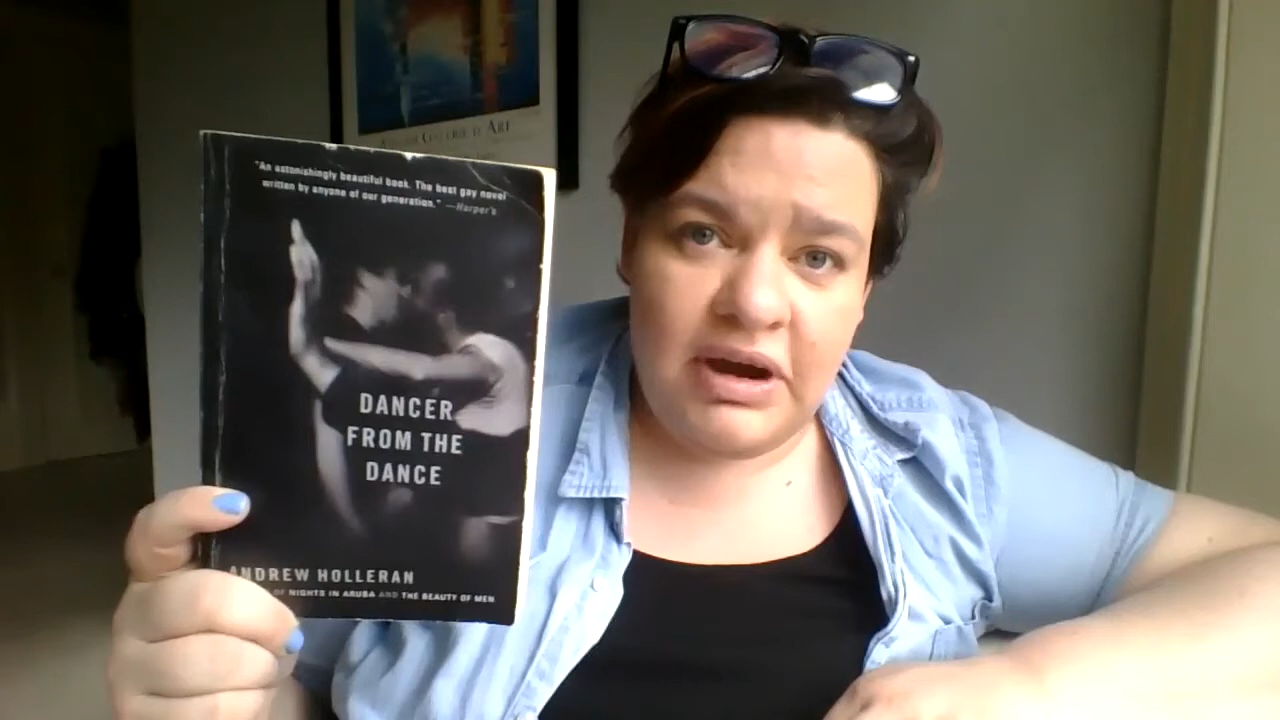 ART
"An astonishingly beautiful book. The best gay novel
written by anyone of our generation." —Harper's
DANCER
FROM THE
DANCE
ANDREW HOLLERAN
OF NIGHTS IN ARUBA AND THE BEAUTY OF MEN